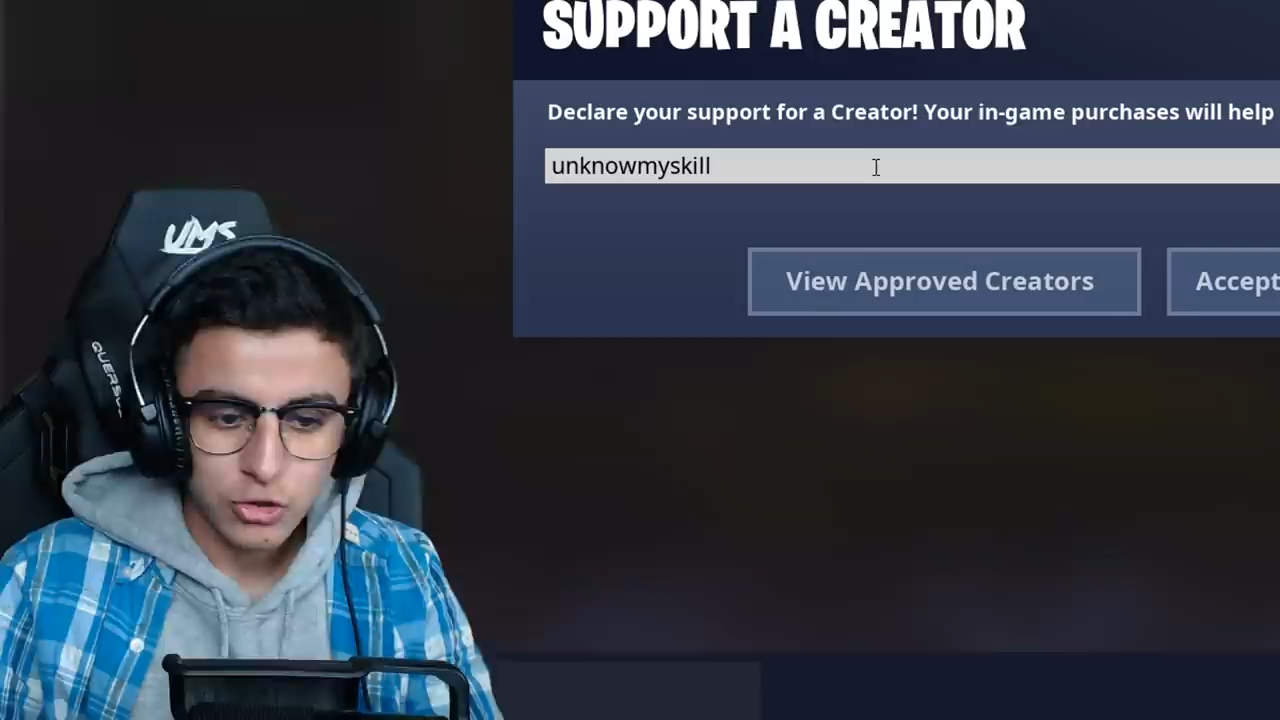 SUPPORT A CREATOR
Declare your support for a Creator! Your in-game purchases will help
unknowmyskill
View Approved Creators
Accept
UMS
QUERS